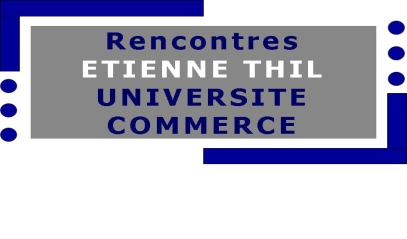 Rencontres
ETIENNE THIL
UNIVERSITE
COMMERCE